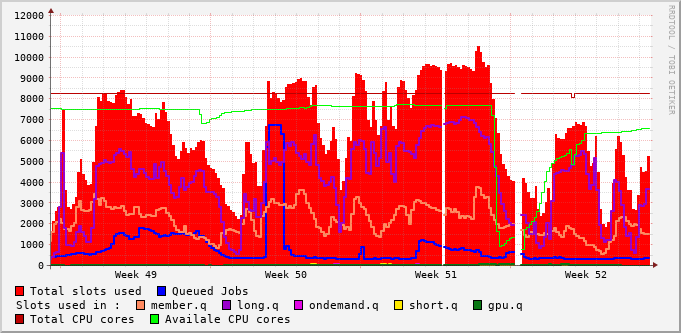 RRDTOOL / TOBI OETIKER
12000
11000
10000
9000
8000
7000
6000
5000
4000
3000
2000
1000
0
Week 49 Week 50 Week 51 Week 52
Total slots used Queued Jobs
Slots used in : member.q long.q ondemand.q short.q gpu.q
Total CPU cores Availale CPU cores